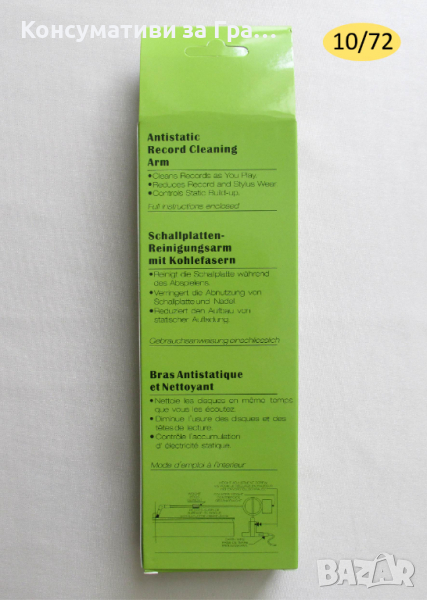 Консумативи за Гра...
10/72
Antistatic
Record Cleaning
Arm
•Cleans Records as You Play.
•Reduces Record and Stylus Wear
•Controls Static Build-up.
Full instructions enclosed
Schallplatten-
Reinigungsarm
mit Kohlefasern
•Reinigt die Schallplatte während
des Abspielens.
•Verringert die Abnutzung von
Schallplatte und Nadel.
•Reduziert den Aufbau von
statischer Aufladung.
Gebrauchsanweisung einschliesslich
Bras Antistatique
et Nettoyant
•Nettoie les disques en même temps
que vous les écoutez.
•Diminue l'usure des disques et des
têtes de lecture.
•Contrôle l'accumulation
d' électricité statique.
Mode d'emploi à l'interieur
BAZAR